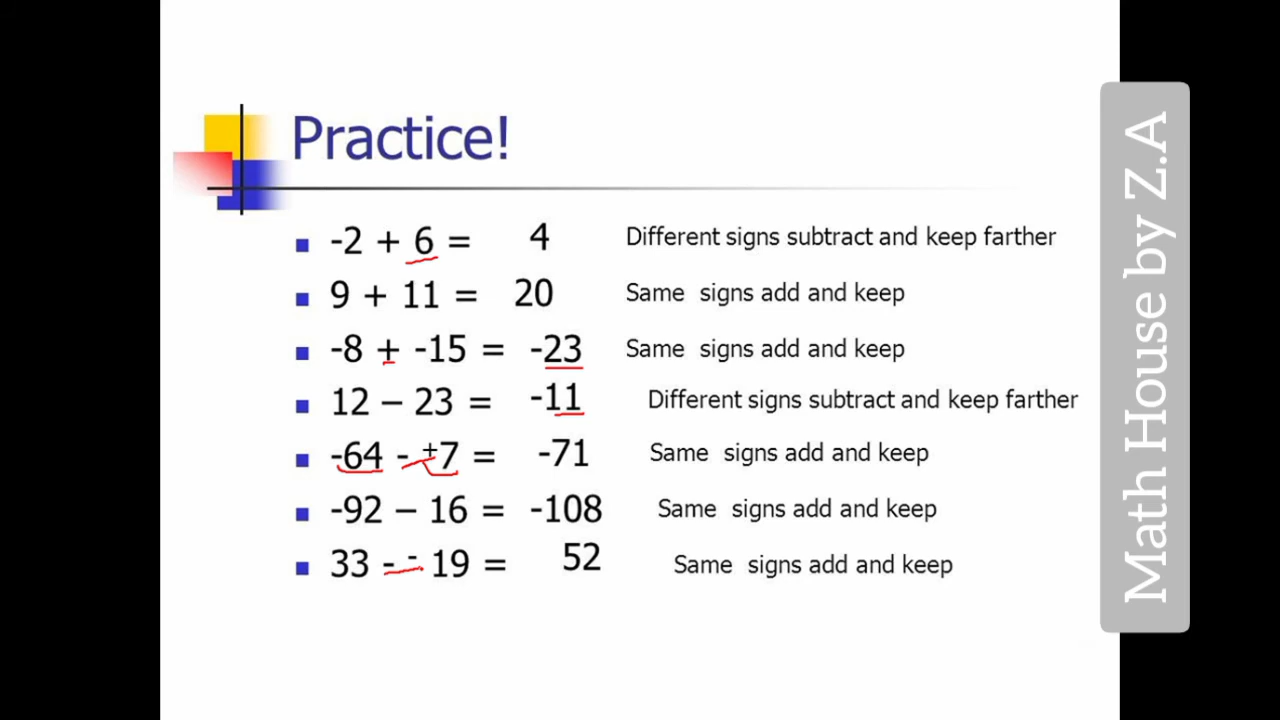 Practice!
-2 + 6 = 4 Different signs subtract and keep farther
9 + 11 = 20 Same signs add and keep
-8 + -15 = -23 Same signs add and keep
12 – 23 = -11 Different signs subtract and keep farther
-64 - +7 = -71 Same signs add and keep
-92 – 16 = -108 Same signs add and keep
33 - - 19 = 52 Same signs add and keep
Math House by Z.A